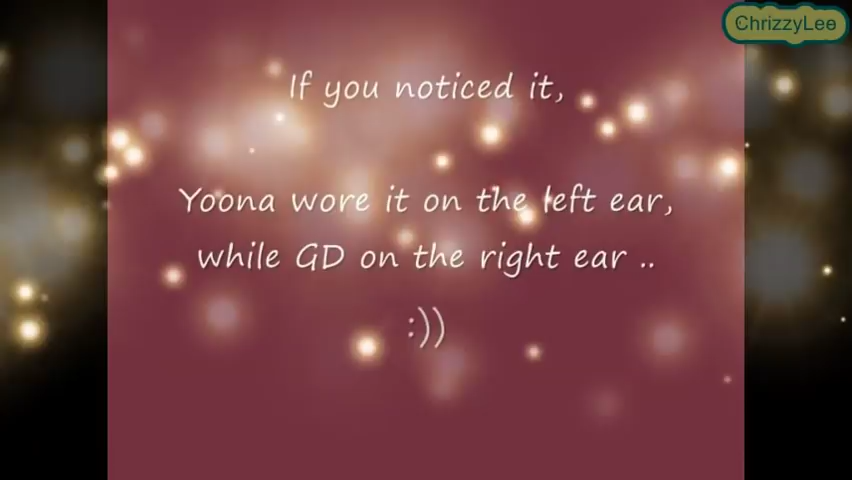 ChrizzyLee
If you noticed it,
Yoona wore it on the left ear,
while GD on the right ear ..
:))